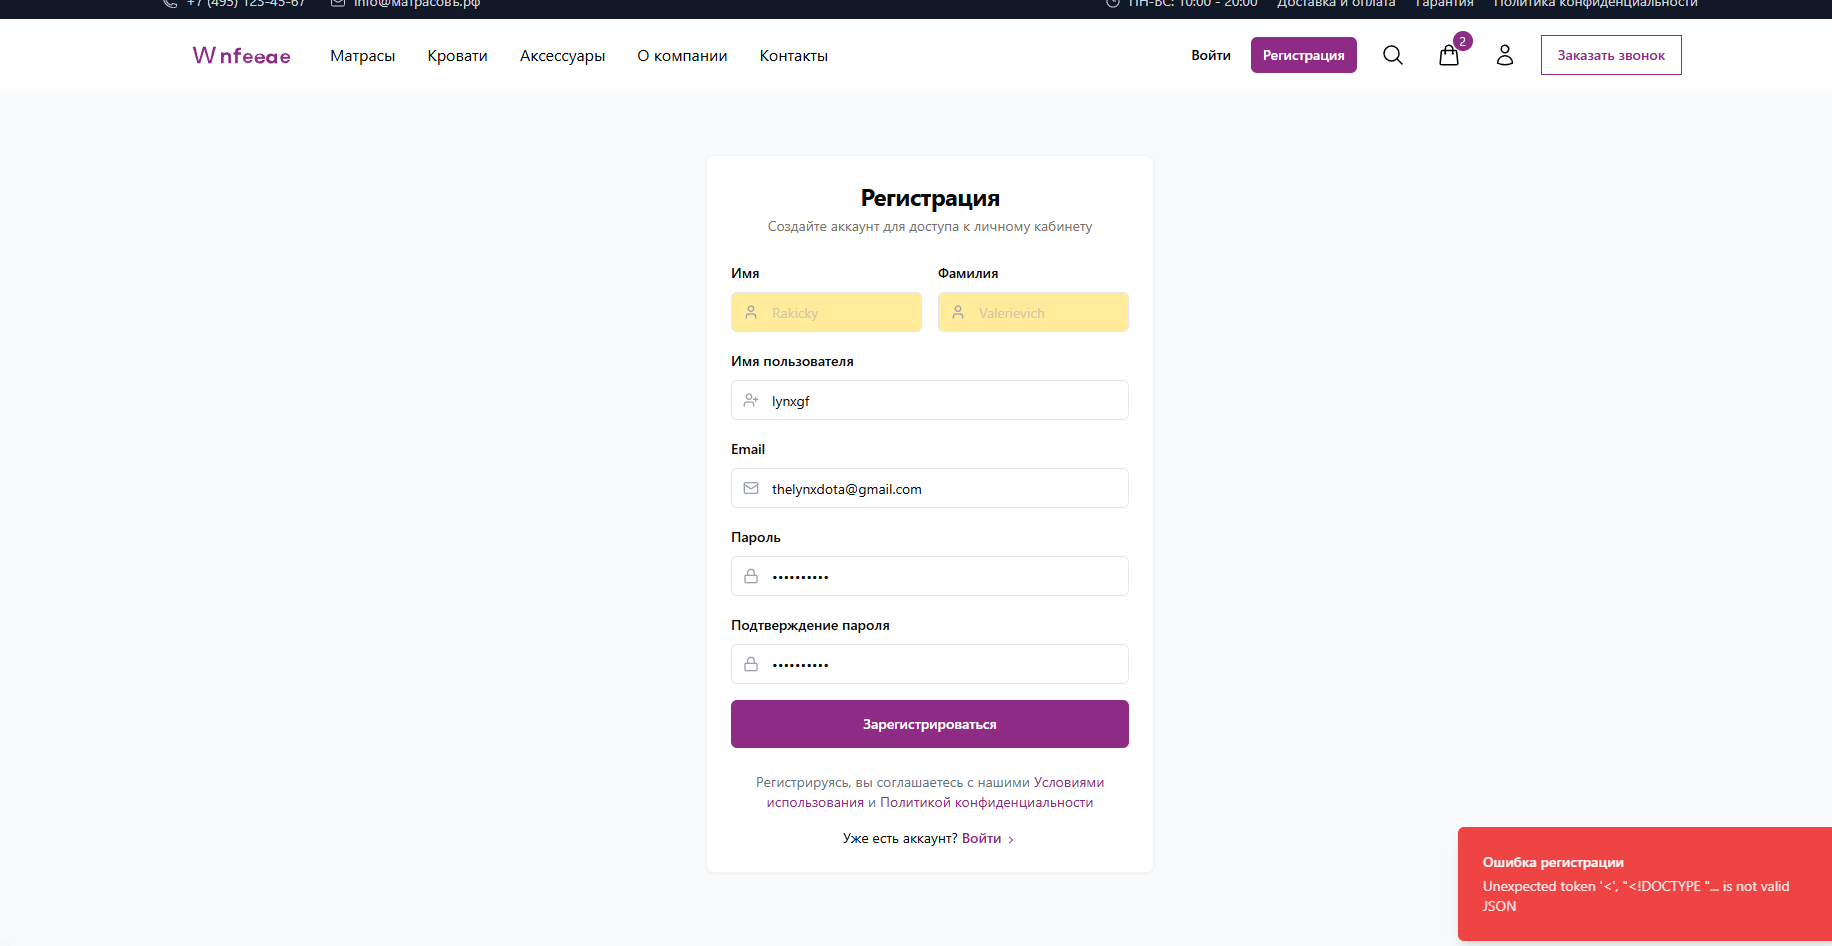 +7 (495) 123-45-67 info@матрасовъ.рф ПН-ВС: 10:00 - 20:00 Доставка и оплата Гарантия Политика конфиденциальности
Wnfeeae Матрасы Кровати Аксессуары О компании Контакты Войти Регистрация 2 Заказать звонок
Регистрация
Создайте аккаунт для доступа к личному кабинету
Имя Фамилия
Rakicky Valerievich
Имя пользователя
lynxgf
Email
thelynxdota@gmail.com
Пароль
••••••••••
Подтверждение пароля
••••••••••
Зарегистрироваться
Регистрируясь, вы соглашаетесь с нашими Условиями
использования и Политикой конфиденциальности
Уже есть аккаунт? Войти ›
Ошибка регистрации
Unexpected token '<', "<!DOCTYPE "... is not valid
JSON